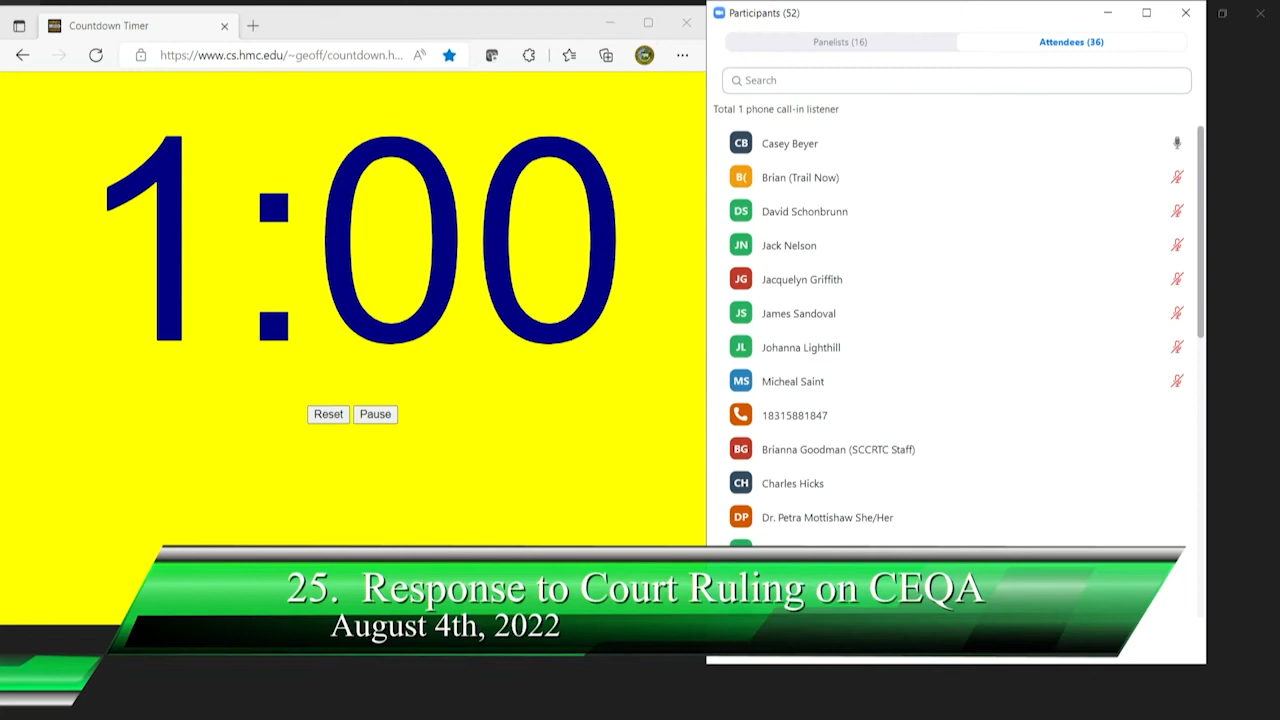 Countdown Timer
https://www.cs.hmc.edu/~geoff/countdown.h...
1:00
Reset Pause
Participants (52)
Panelists (16) Attendees (36)
Search
Total 1 phone call-in listener
CB Casey Beyer
B( Brian (Trail Now)
DS David Schonbrunn
JN Jack Nelson
JG Jacquelyn Griffith
JS James Sandoval
JL Johanna Lighthill
MS Micheal Saint
18315881847
BG Brianna Goodman (SCCRTC Staff)
CH Charles Hicks
DP Dr. Petra Mottishaw She/Her
25. Response to Court Ruling on CEQA
August 4th, 2022